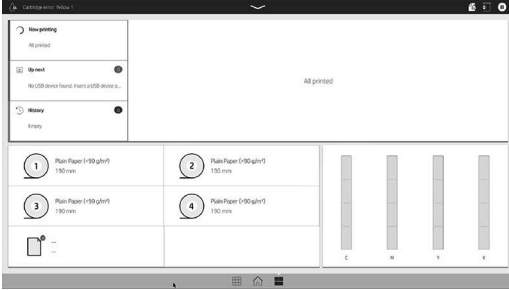 Cartridge error: Yellow 1
Now printing
All printed
Up next
No USB device found: Insert a USB device o...
History
Empty
All printed
1
Plain Paper (<90 g/m²)
190 mm
2
Plain Paper (<90 g/m²)
190 mm
3
Plain Paper (<90 g/m²)
190 mm
4
Plain Paper (<90 g/m²)
190 mm
...
...
C
M
Y
K